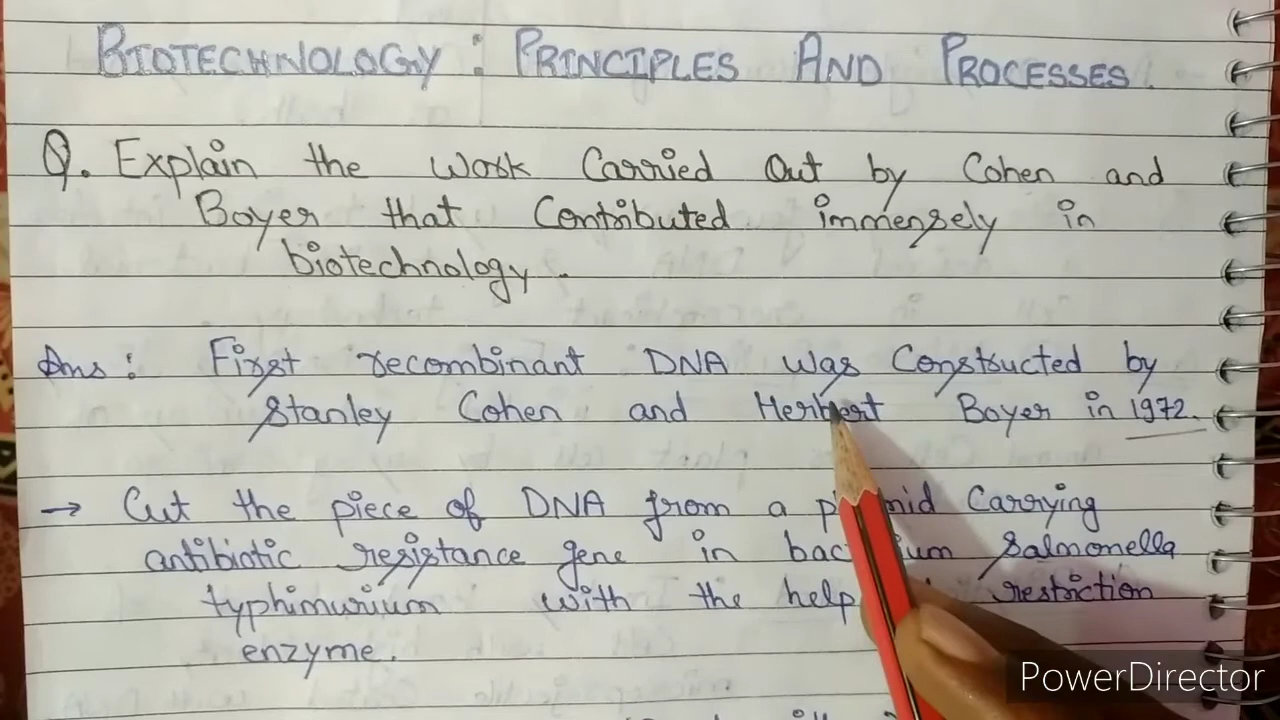 BIOTECHNOLOGY : PRINCIPLES AND PROCESSES.
Q. Explain the work Carried Out by Cohen and
Boyer that Contributed immensely in
biotechnology.
Ans : First recombinant DNA was Constructed by
Stanley Cohen and Herbert Boyer in 1972.
→ Cut the piece of DNA from a Carrying
antibiotic resistance gene in Salmonella
typhimurium with the help restriction
enzyme.
PowerDirector